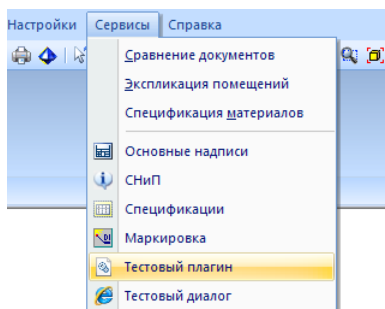 Настройки Сервисы Справка
Сравнение документов
Экспликация помещений
Спецификация материалов
Основные надписи
СНиП
Спецификации
Маркировка
Тестовый плагин
Тестовый диалог